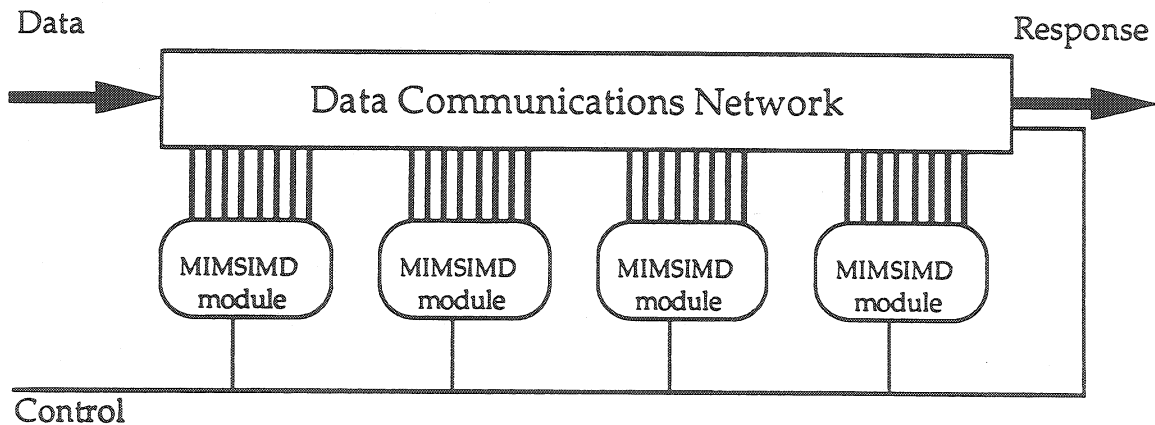 Data
Response
Data Communications Network
MIMSIMD
module
MIMSIMD
module
MIMSIMD
module
MIMSIMD
module
Control